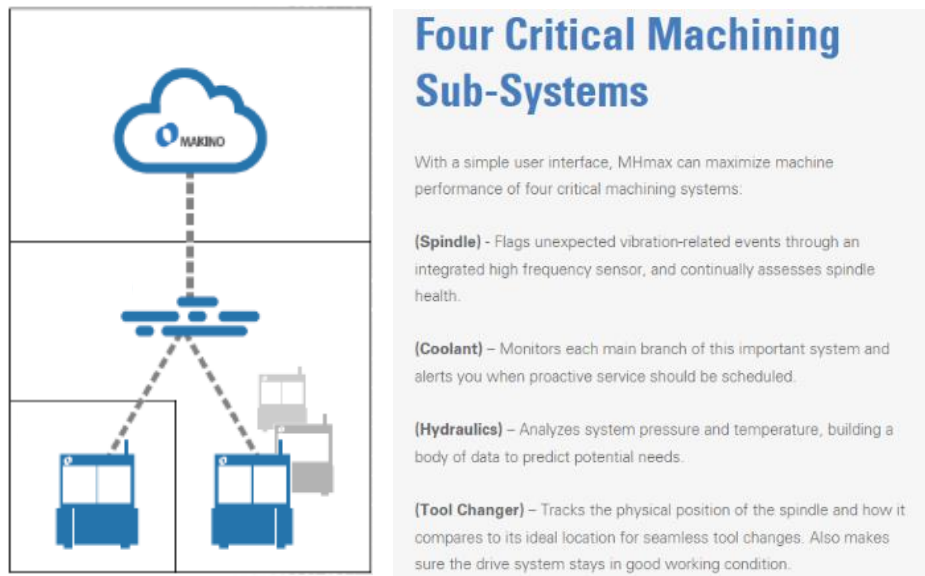 MAKINO
Four Critical Machining
Sub-Systems
With a simple user interface, MHmax can maximize machine
performance of four critical machining systems:
(Spindle) - Flags unexpected vibration-related events through an
integrated high frequency sensor, and continually assesses spindle
health.
(Coolant) – Monitors each main branch of this important system and
alerts you when proactive service should be scheduled.
(Hydraulics) – Analyzes system pressure and temperature, building a
body of data to predict potential needs.
(Tool Changer) – Tracks the physical position of the spindle and how it
compares to its ideal location for seamless tool changes. Also makes
sure the drive system stays in good working condition.